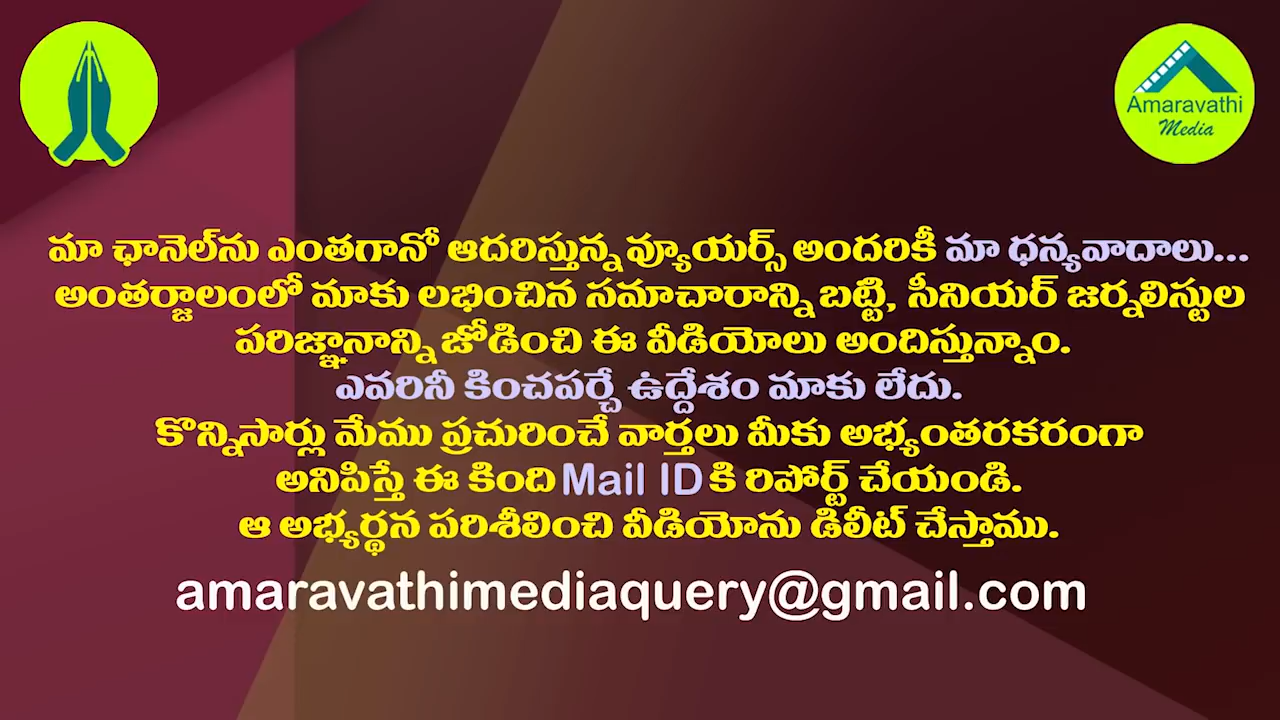 Amaravathi
Media
మా ఛానెల్‌ను ఎంతగానో ఆదరిస్తున్న వ్యూయర్స్ అందరికీ మా ధన్యవాదాలు...
అంతర్జాలంలో మాకు లభించిన సమాచారాన్ని బట్టి, సీనియర్ జర్నలిస్టుల
పరిజ్ఞానాన్ని జోడించి ఈ వీడియోలు అందిస్తున్నాం.
ఎవరినీ కించపర్చే ఉద్దేశం మాకు లేదు.
కొన్నిసార్లు మేము ప్రచురించే వార్తలు మీకు అభ్యంతరకరంగా
అనిపిస్తే ఈ కింది Mail ID కి రిపోర్ట్ చేయండి.
ఆ అభ్యర్థన పరిశీలించి వీడియోను డిలీట్ చేస్తాము.
amaravathimediaquery@gmail.com